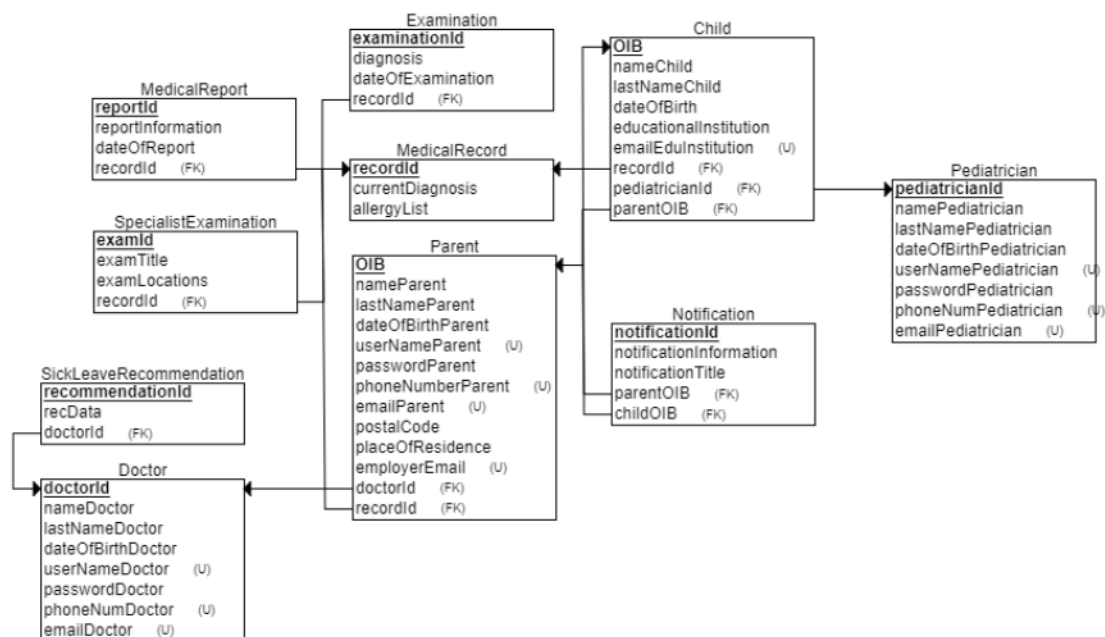 Examination
examinationId
diagnosis
dateOfExamination
recordId (FK)
Child
OIB
nameChild
lastNameChild
dateOfBirth
educationalInstitution
emailEduInstitution (U)
recordId (FK)
pediatricianId (FK)
parentOIB (FK)
MedicalReport
reportId
reportInformation
dateOfReport
recordId (FK)
MedicalRecord
recordId
currentDiagnosis
allergyList
Pediatrician
pediatricianId
namePediatrician
lastNamePediatrician
dateOfBirthPediatrician
userNamePediatrician (U)
passwordPediatrician
phoneNumPediatrician (U)
emailPediatrician (U)
SpecialistExamination
examId
examTitle
examLocations
recordId (FK)
Parent
OIB
nameParent
lastNameParent
dateOfBirthParent
userNameParent (U)
passwordParent
phoneNumberParent (U)
emailParent (U)
postalCode
placeOfResidence
employerEmail (U)
doctorId (FK)
recordId (FK)
Notification
notificationId
notificationInformation
notificationTitle
parentOIB (FK)
childOIB (FK)
SickLeaveRecommendation
recommendationId
recData
doctorId (FK)
Doctor
doctorId
nameDoctor
lastNameDoctor
dateOfBirthDoctor
userNameDoctor (U)
passwordDoctor
phoneNumDoctor (U)
emailDoctor (U)